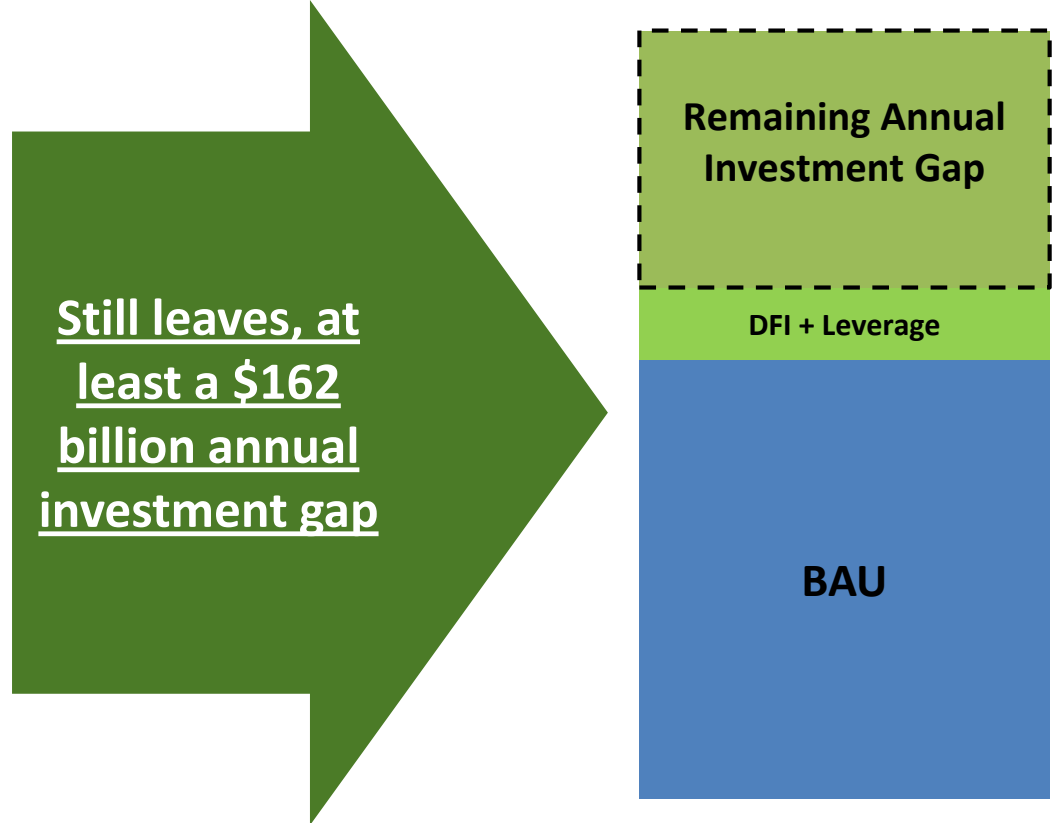 Still leaves, at
least a $162
billion annual
investment gap
Remaining Annual
Investment Gap
DFI + Leverage
BAU